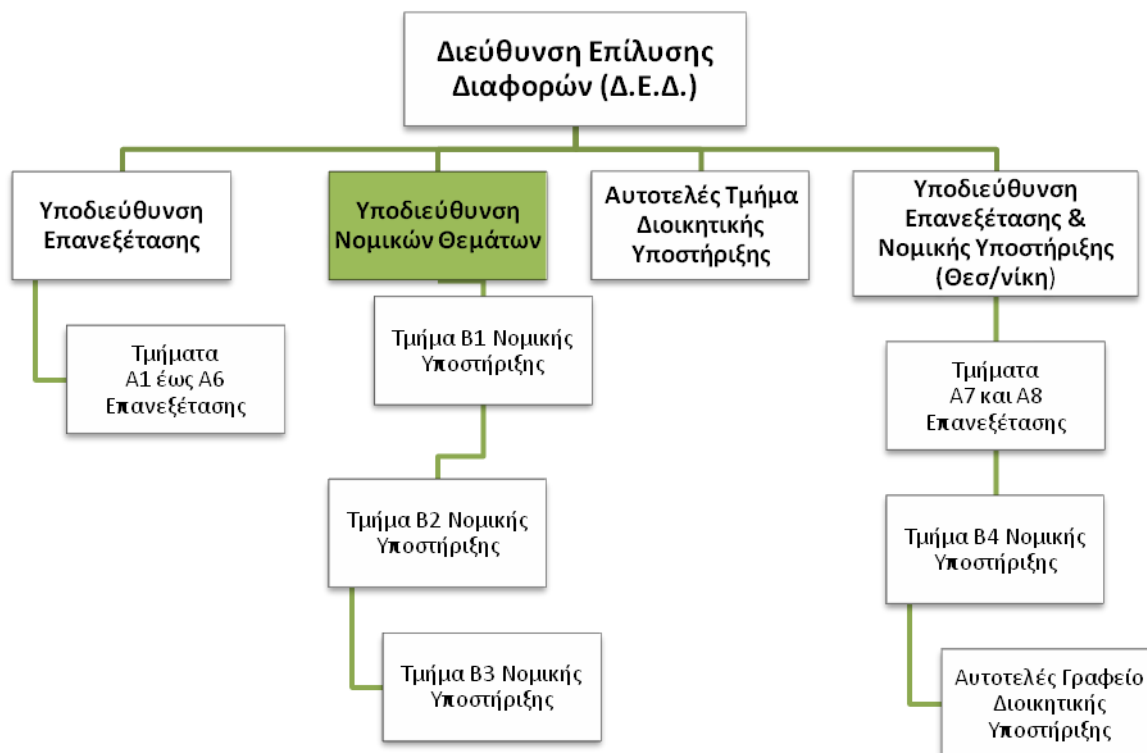 Διεύθυνση Επίλυσης
Διαφορών (Δ.Ε.Δ.)
Υποδιεύθυνση
Επανεξέτασης
Υποδιεύθυνση
Νομικών Θεμάτων
Αυτοτελές Τμήμα
Διοικητικής
Υποστήριξης
Υποδιεύθυνση
Επανεξέτασης &
Νομικής Υποστήριξης
(Θεσ/νίκη)
Τμήματα
Α1 έως Α6
Επανεξέτασης
Τμήμα Β1 Νομικής
Υποστήριξης
Τμήμα Β2 Νομικής
Υποστήριξης
Τμήμα Β3 Νομικής
Υποστήριξης
Τμήματα
Α7 και Α8
Επανεξέτασης
Τμήμα Β4 Νομικής
Υποστήριξης
Αυτοτελές Γραφείο
Διοικητικής
Υποστήριξης